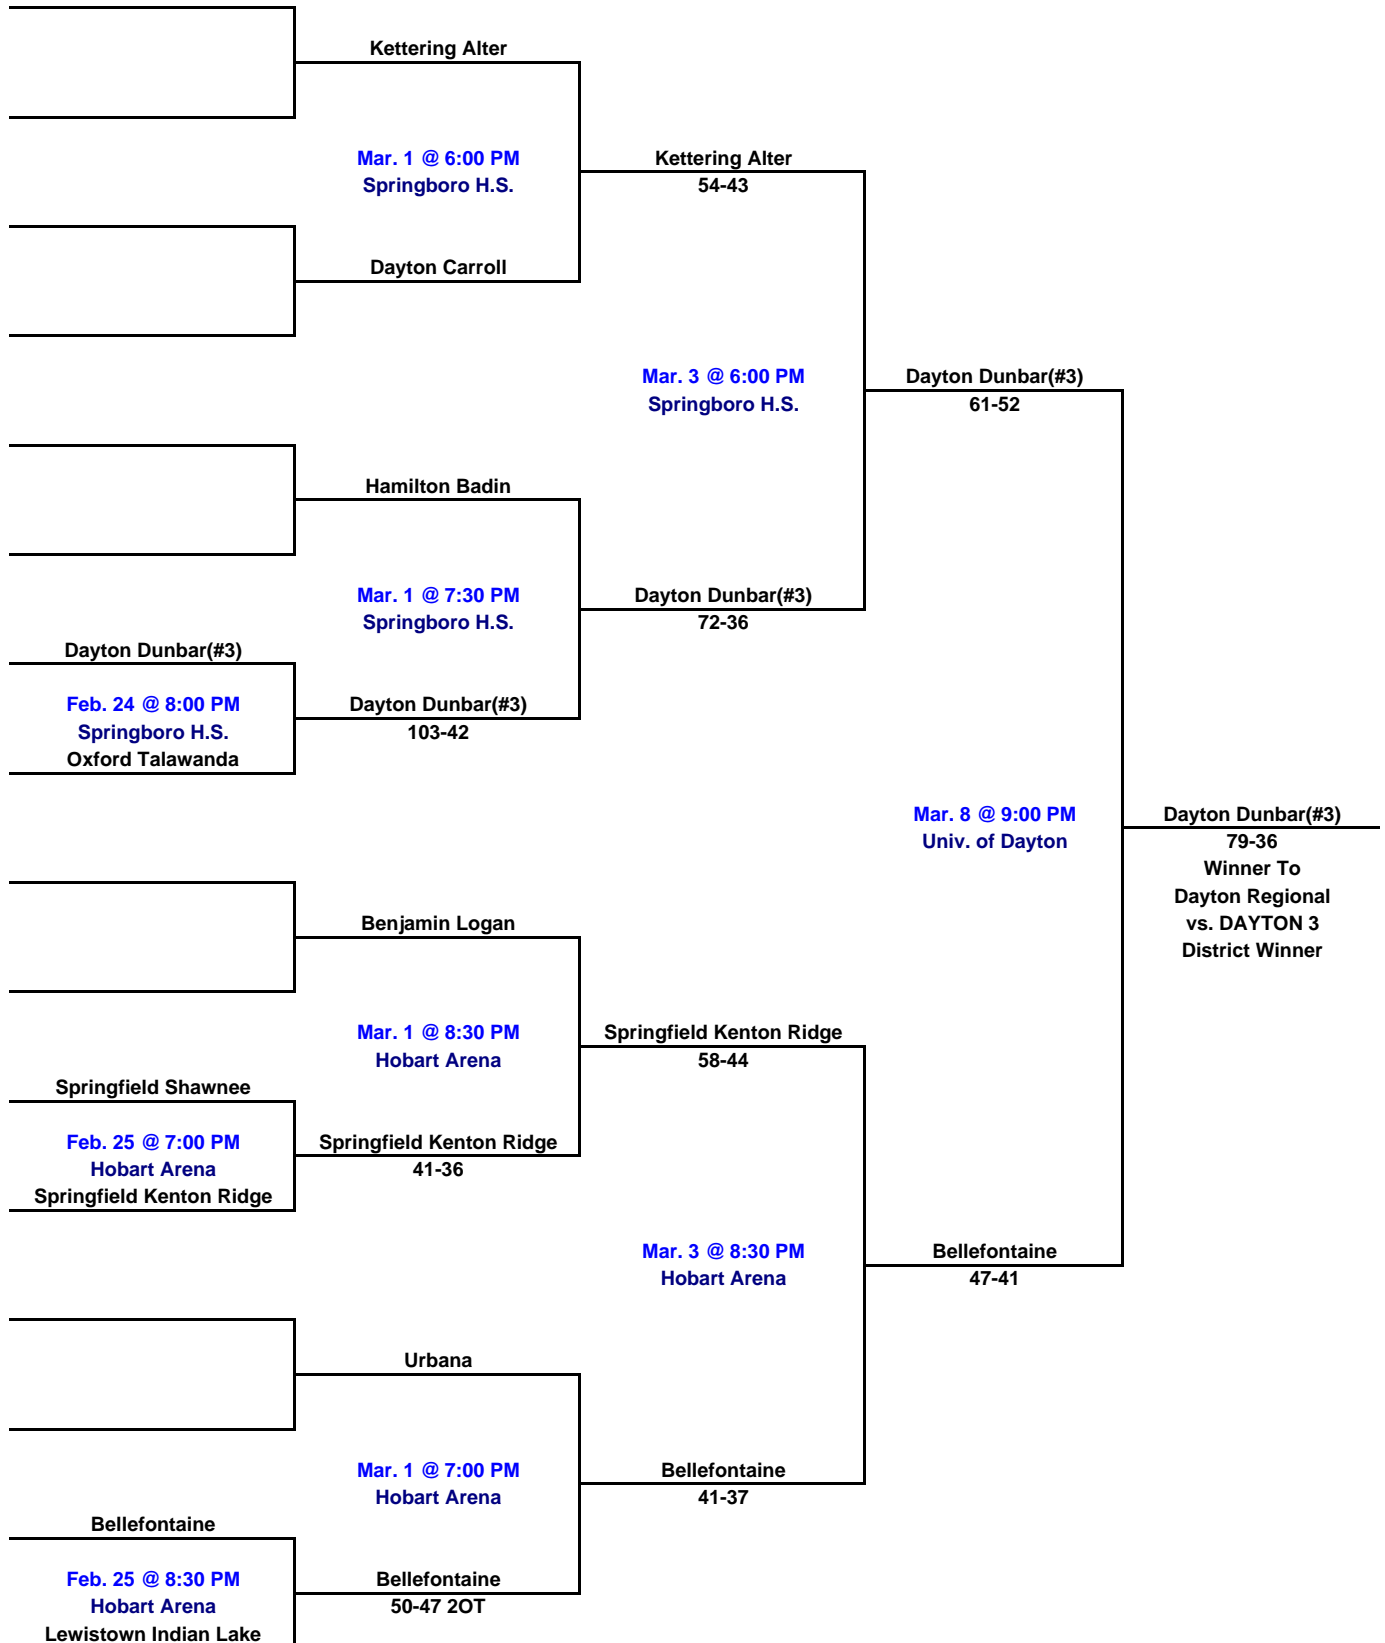 Kettering Alter
Mar. 1 @ 6:00 PM
Springboro H.S.
Kettering Alter
54-43
Dayton Carroll
Mar. 3 @ 6:00 PM
Springboro H.S.
Dayton Dunbar(#3)
61-52
Hamilton Badin
Mar. 1 @ 7:30 PM
Springboro H.S.
Dayton Dunbar(#3)
72-36
Dayton Dunbar(#3)
Feb. 24 @ 8:00 PM
Springboro H.S.
Oxford Talawanda
Dayton Dunbar(#3)
103-42
Mar. 8 @ 9:00 PM
Univ. of Dayton
Dayton Dunbar(#3)
79-36
Winner To
Dayton Regional
vs. DAYTON 3
District Winner
Benjamin Logan
Mar. 1 @ 8:30 PM
Hobart Arena
Springfield Kenton Ridge
58-44
Springfield Shawnee
Feb. 25 @ 7:00 PM
Hobart Arena
Springfield Kenton Ridge
Springfield Kenton Ridge
41-36
Mar. 3 @ 8:30 PM
Hobart Arena
Bellefontaine
47-41
Urbana
Mar. 1 @ 7:00 PM
Hobart Arena
Bellefontaine
41-37
Bellefontaine
Feb. 25 @ 8:30 PM
Hobart Arena
Lewistown Indian Lake
Bellefontaine
50-47 2OT